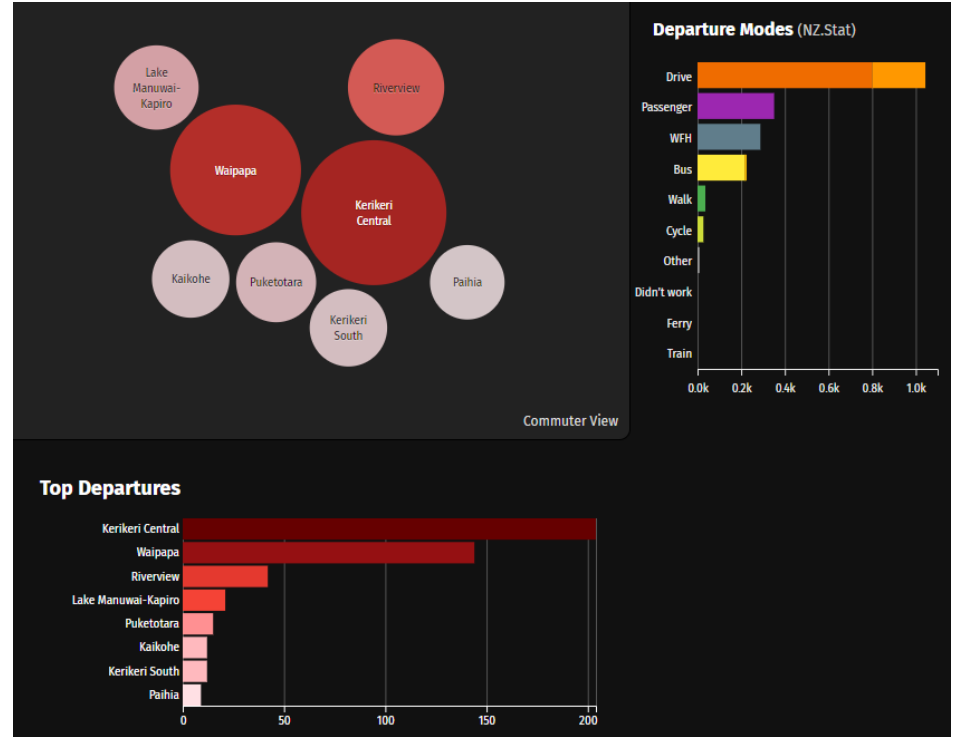 Lake
Manuwai-
Kapiro
Riverview
Waipapa
Kerikeri
Central
Kaikohe
Puketotara
Paihia
Kerikeri
South
Commuter View
Departure Modes (NZ.Stat)
Drive
Passenger
WFH
Bus
Walk
Cycle
Other
Didn't work
Ferry
Train
0.0k 0.2k 0.4k 0.6k 0.8k 1.0k
Top Departures
Kerikeri Central
Waipapa
Riverview
Lake Manuwai-Kapiro
Puketotara
Kaikohe
Kerikeri South
Paihia
0 50 100 150 200